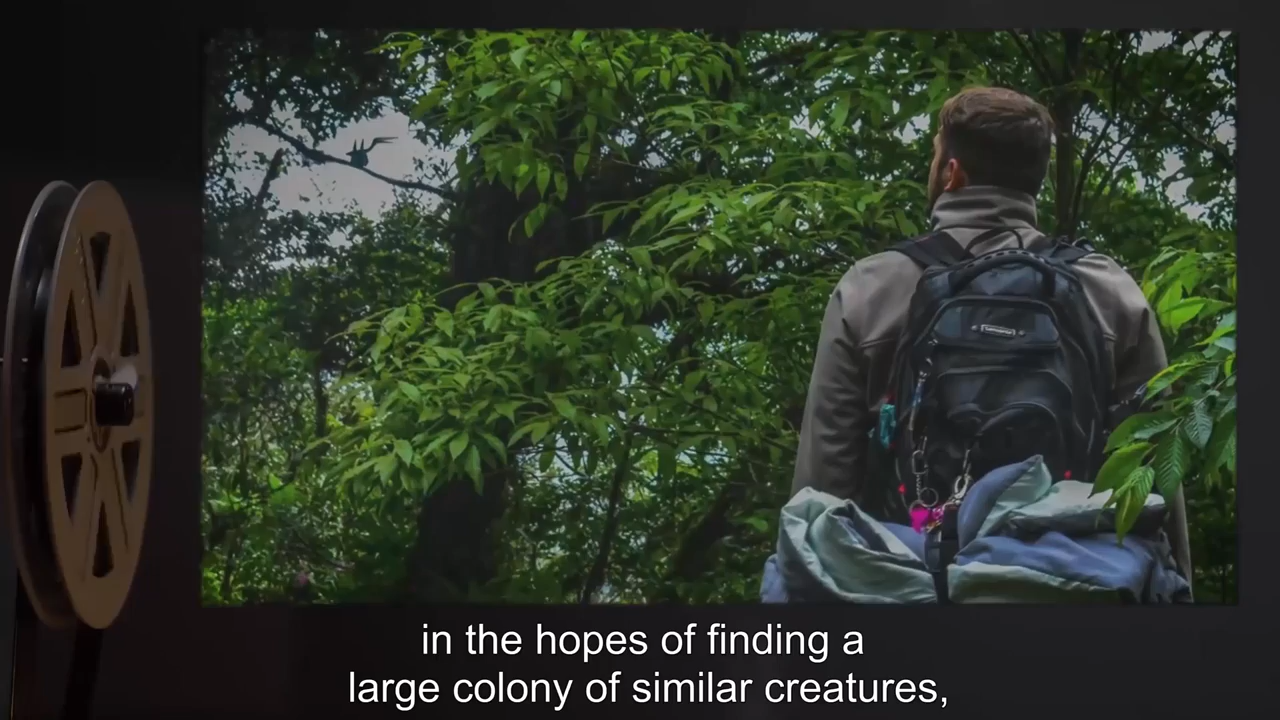 in the hopes of finding a
large colony of similar creatures,